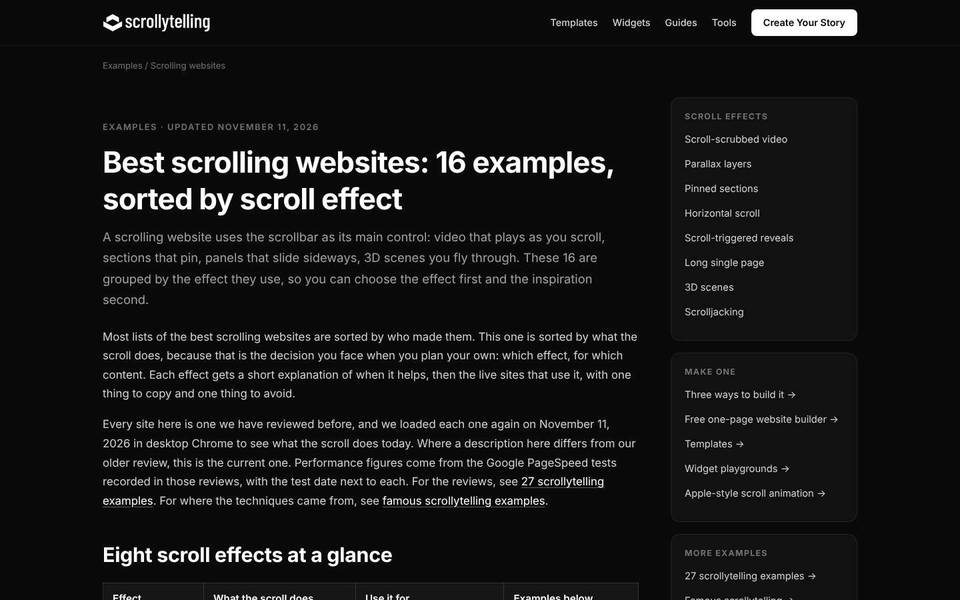 scrollytelling
Templates
Widgets
Guides
Tools
Create Your Story
Examples / Scrolling websites
EXAMPLES · UPDATED NOVEMBER 11, 2026
Best scrolling websites: 16 examples,
sorted by scroll effect
A scrolling website uses the scrollbar as its main control: video that plays as you scroll,
sections that pin, panels that slide sideways, 3D scenes you fly through. These 16 are
grouped by the effect they use, so you can choose the effect first and the inspiration
second.
Most lists of the best scrolling websites are sorted by who made them. This one is sorted by what the
scroll does, because that is the decision you face when you plan your own: which effect, for which
content. Each effect gets a short explanation of when it helps, then the live sites that use it, with one
thing to copy and one thing to avoid.
Every site here is one we have reviewed before, and we loaded each one again on November 11,
2026 in desktop Chrome to see what the scroll does today. Where a description here differs from our
older review, this is the current one. Performance figures come from the Google PageSpeed tests
recorded in those reviews, with the test date next to each. For the reviews, see 27 scrollytelling
examples. For where the techniques came from, see famous scrollytelling examples.
Eight scroll effects at a glance
Effect
What the scroll does
Use it for
Examples below
SCROLL EFFECTS
Scroll-scrubbed video
Parallax layers
Pinned sections
Horizontal scroll
Scroll-triggered reveals
Long single page
3D scenes
Scrolljacking
MAKE ONE
Three ways to build it →
Free one-page website builder →
Templates →
Widget playgrounds →
Apple-style scroll animation →
MORE EXAMPLES
27 scrollytelling examples →
Famous scrollytelling →